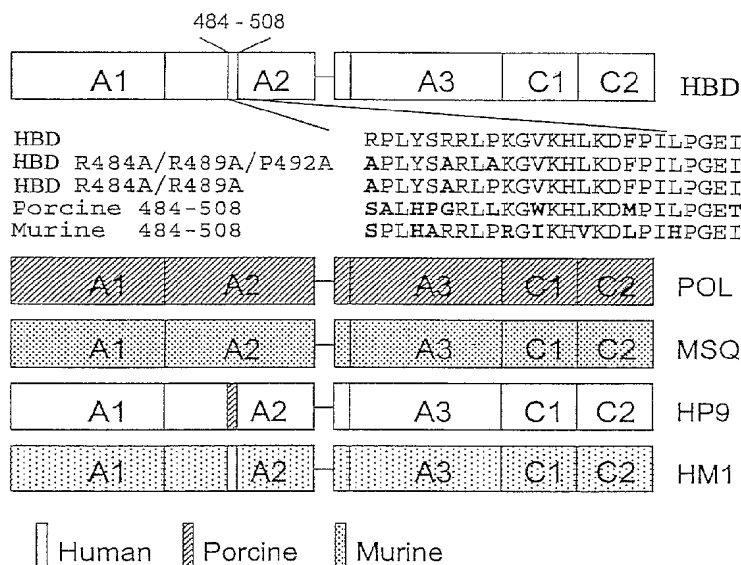 484 - 508
A1 A2 A3 C1 C2 HBD
HBD RPLYSRRLPKGVKHLKDFPILPGEI
HBD R484A/R489A/P492A APLYSARLAKGVKHLKDFPILPGEI
HBD R484A/R489A APLYSARLPKGVKHLKDFPILPGEI
Porcine 484-508 SALHPGRLLKGWKHLKDMPILPGET
Murine 484-508 SPLHARRLPRGIKHVKDLPIHPGEI
A1 A2 A3 C1 C2 POL
A1 A2 A3 C1 C2 MSQ
A1 A2 A3 C1 C2 HP9
A1 A2 A3 C1 C2 HM1
Human Porcine Murine